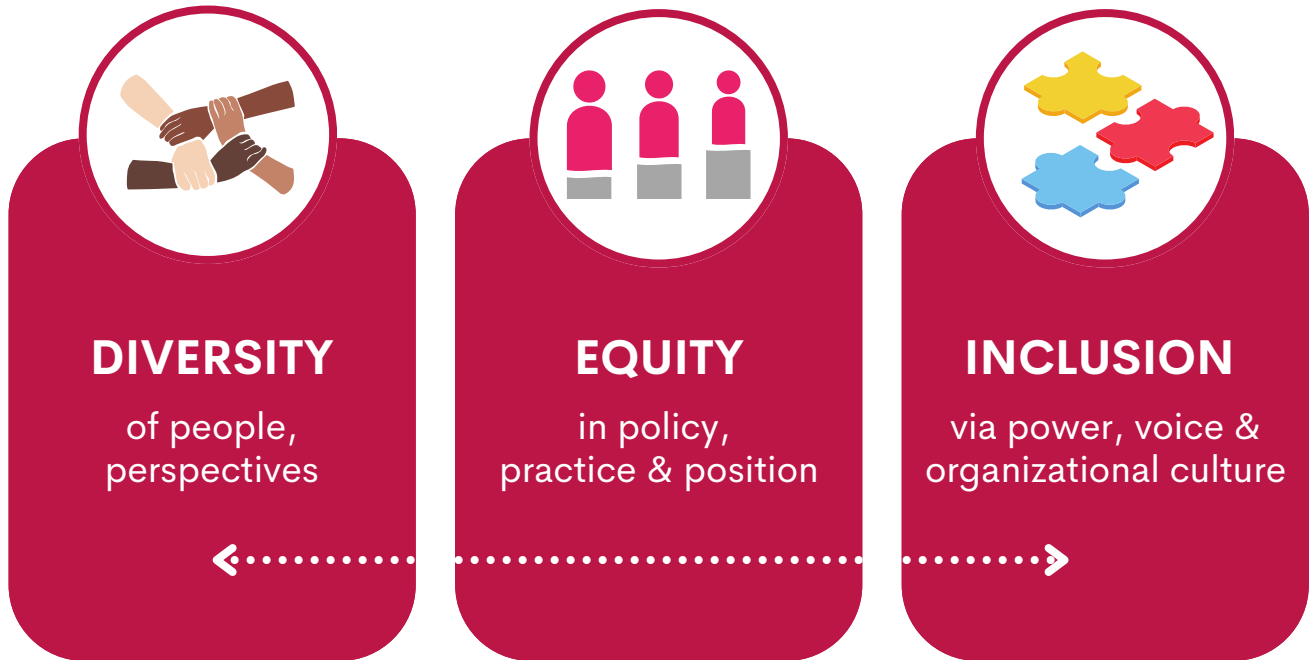 DIVERSITY
of people,
perspectives
EQUITY
in policy,
practice & position
INCLUSION
via power, voice &
organizational culture